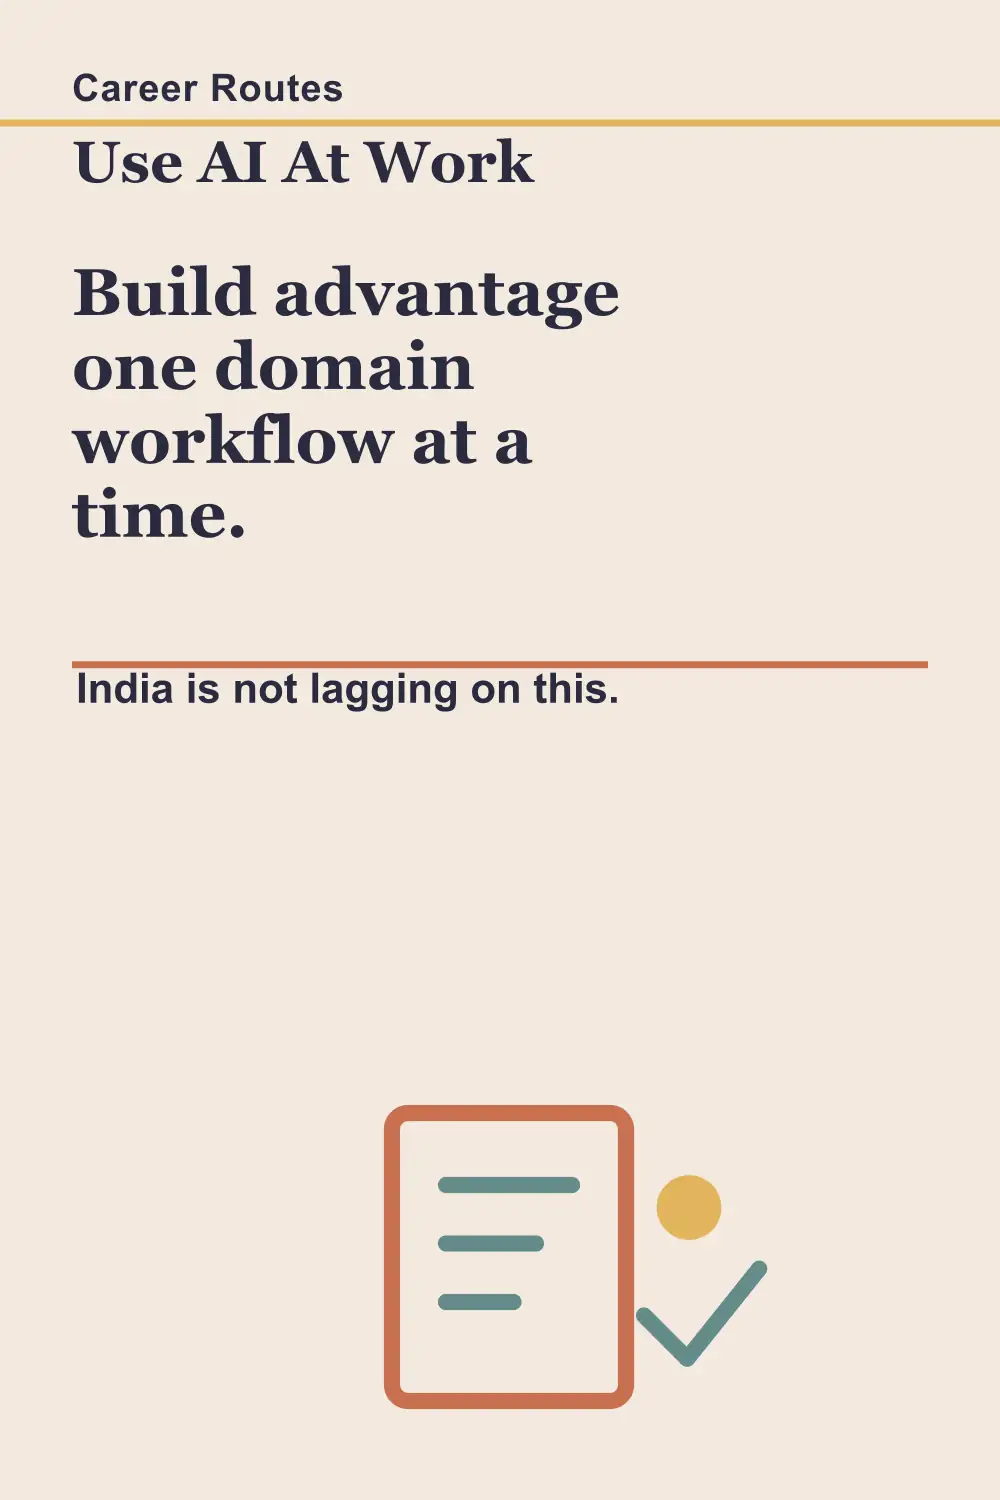 Career Routes
Use AI At Work
Build advantage
one domain
workflow at a
time.
India is not lagging on this.